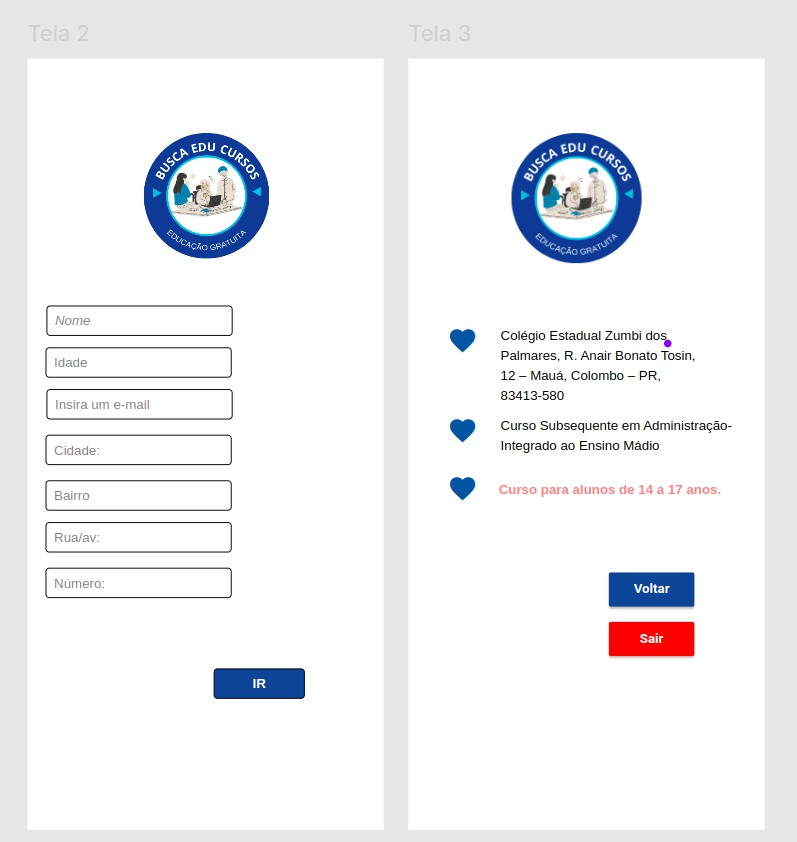 Tela 2
BUSCA EDU CURSOS
EDUCAÇÃO GRATUITA
Nome
Idade
Insira um e-mail
Cidade:
Bairro
Rua/av:
Número:
IR
Tela 3
BUSCA EDU CURSOS
EDUCAÇÃO GRATUITA
Colégio Estadual Zumbi dos
Palmares, R. Anair Bonato Tosin,
12 – Mauá, Colombo – PR,
83413-580
Curso Subsequente em Administração-
Integrado ao Ensino Mádio
Curso para alunos de 14 a 17 anos.
Voltar
Sair